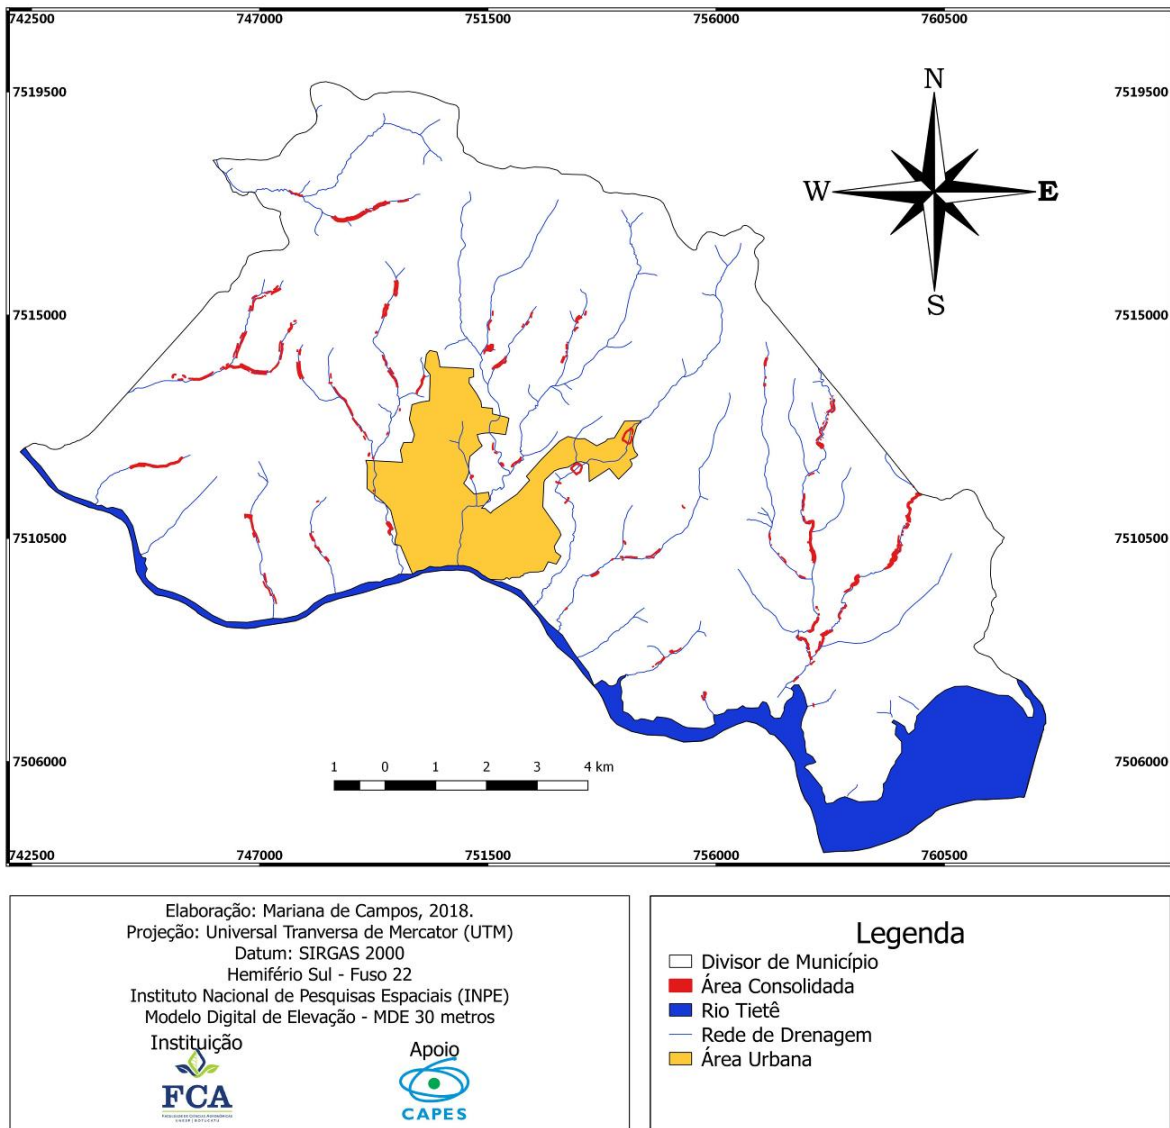 742500 747000 751500 756000 760500
7519500 7519500
N
W E
S
7515000 7515000
7510500 7510500
7506000 7506000
1 0 1 2 3 4 km
742500 747000 751500 756000 760500
Elaboração: Mariana de Campos, 2018.
Projeção: Universal Tranversa de Mercator (UTM)
Datum: SIRGAS 2000
Hemifério Sul - Fuso 22
Instituto Nacional de Pesquisas Espaciais (INPE)
Modelo Digital de Elevação - MDE 30 metros
Instituição
FCA
Apoio
CAPES
Legenda
Divisor de Município
Área Consolidada
Rio Tietê
Rede de Drenagem
Área Urbana